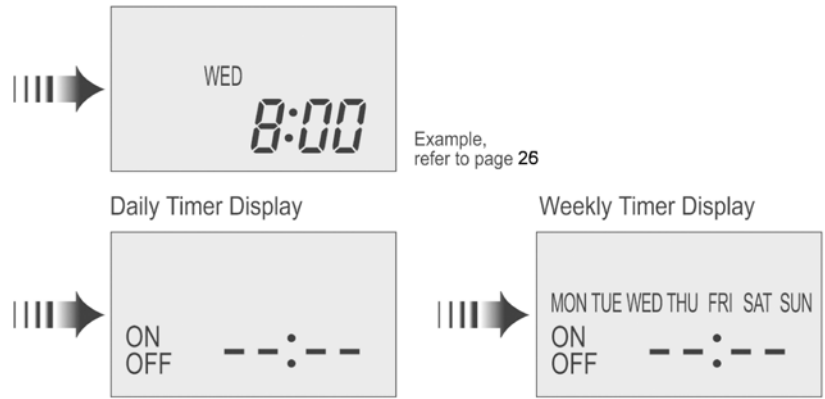 WED
8:00
Example,
refer to page 26
Daily Timer Display
Weekly Timer Display
ON
OFF
--:--
MON TUE WED THU FRI SAT SUN
ON
OFF
--:--